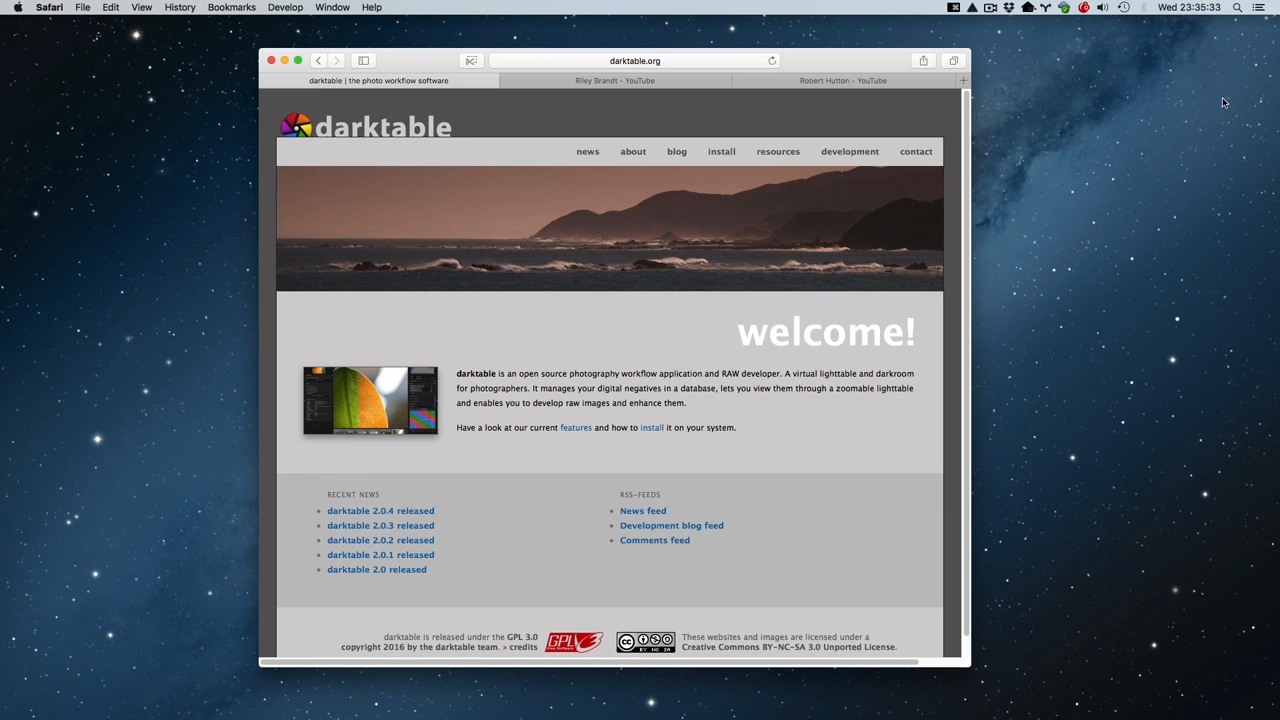 Safari File Edit View History Bookmarks Develop Window Help Wed 23:35:33
darktable.org
darktable | the photo workflow software Riley Brandt - YouTube Robert Hutton - YouTube
darktable
news about blog install resources development contact
welcome!
darktable is an open source photography workflow application and RAW developer. A virtual lighttable and darkroom
for photographers. It manages your digital negatives in a database, lets you view them through a zoomable lighttable
and enables you to develop raw images and enhance them.
Have a look at our current features and how to install it on your system.
RECENT NEWS
darktable 2.0.4 released
darktable 2.0.3 released
darktable 2.0.2 released
darktable 2.0.1 released
darktable 2.0 released
RSS-FEEDS
News feed
Development blog feed
Comments feed
darktable is released under the GPL 3.0
copyright 2016 by the darktable team. » credits
GPLv3
Free Software
CC
BY NC SA
These websites and images are licensed under a
Creative Commons BY-NC-SA 3.0 Unported License.